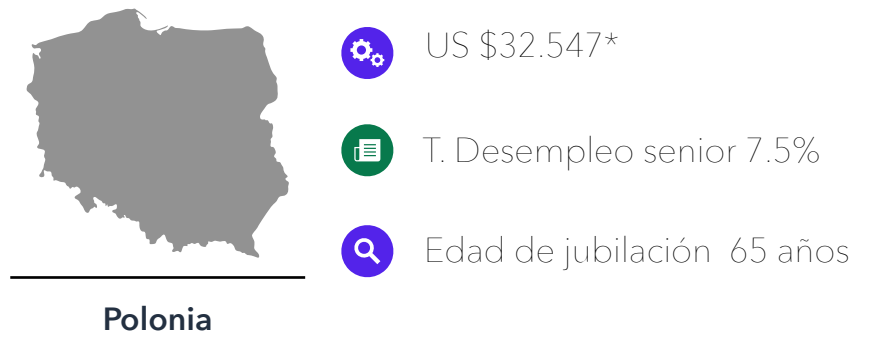 US $32.547*
T. Desempleo senior 7.5%
Edad de jubilación 65 años
Polonia